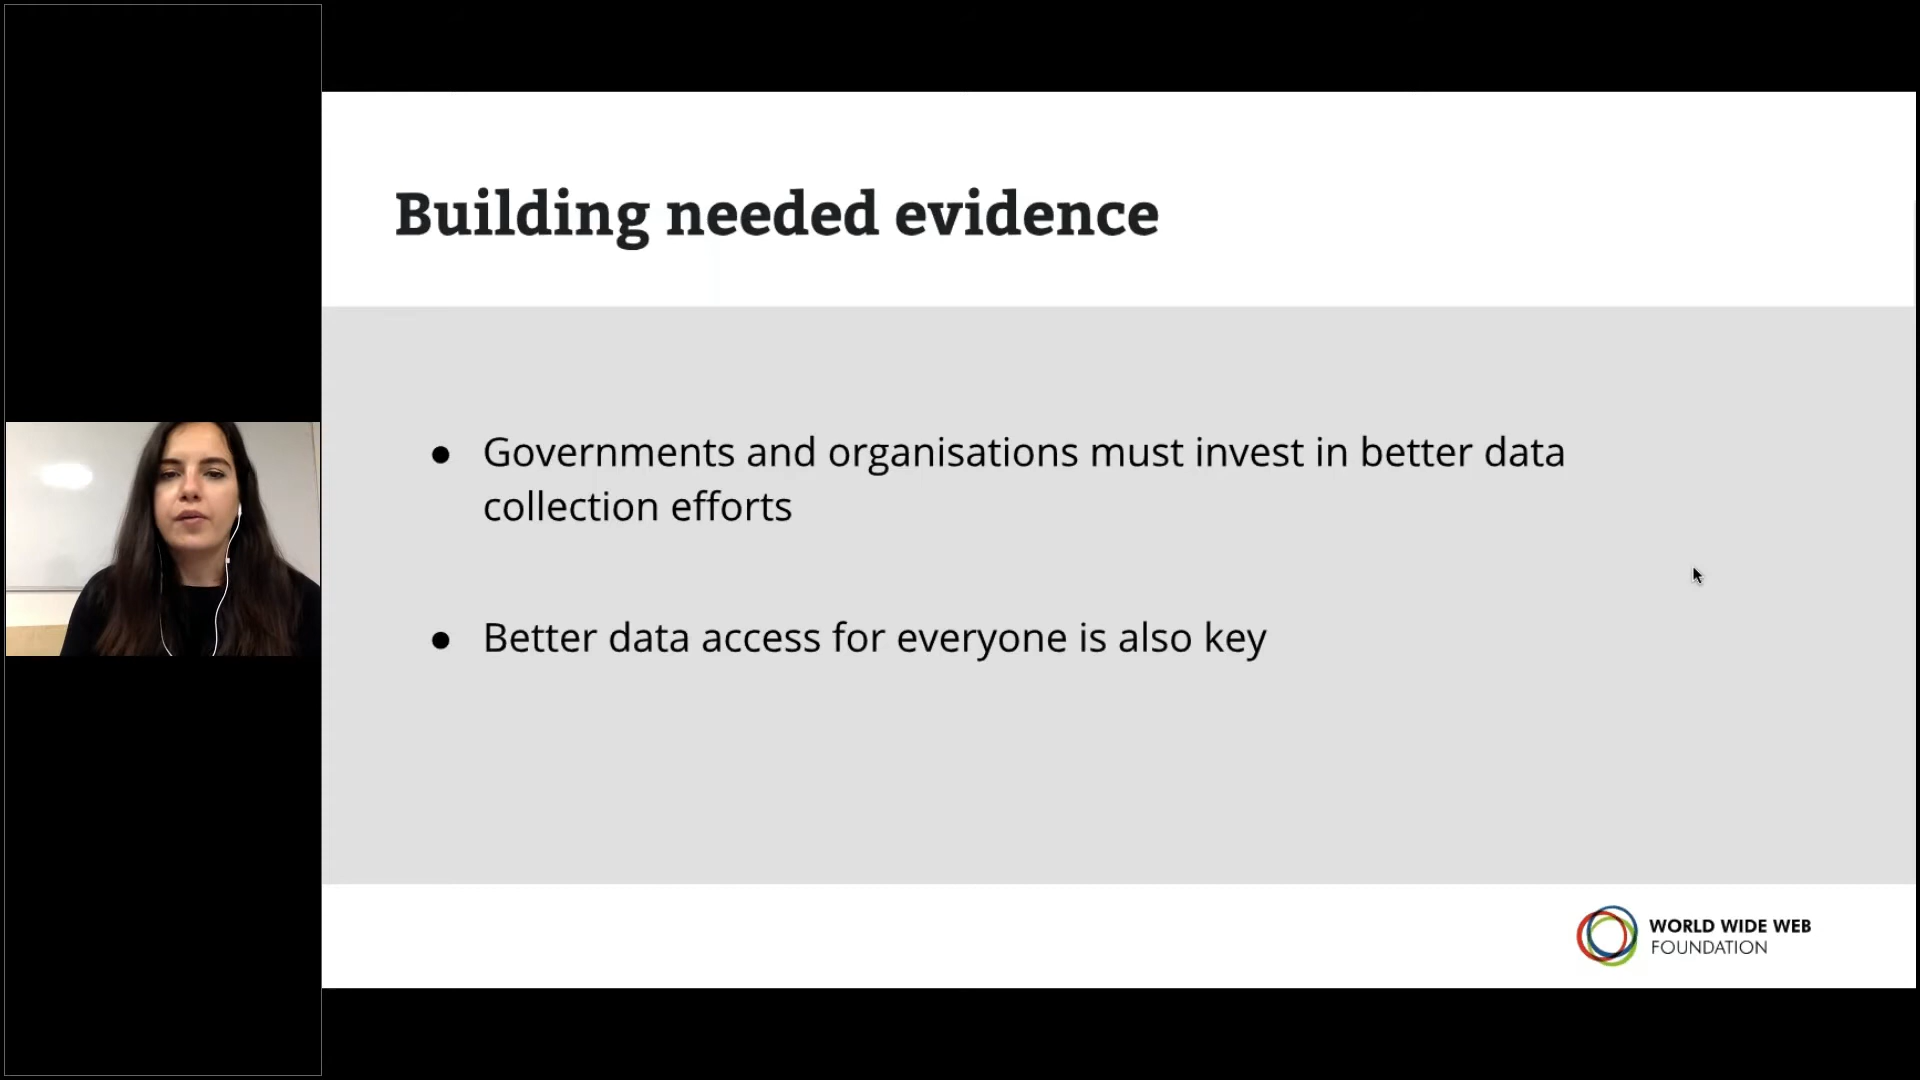 Building needed evidence
● Governments and organisations must invest in better data
collection efforts
● Better data access for everyone is also key
WORLD WIDE WEB
FOUNDATION